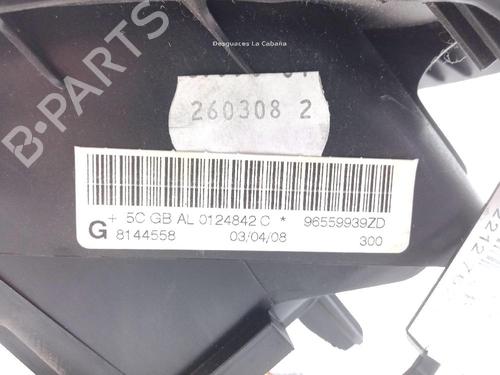 Desguaces La Cabaña
B-PARTS
260308 2
+ 5C GB AL 0124842 C * 96559939ZD
G 8144558 03/04/08 300